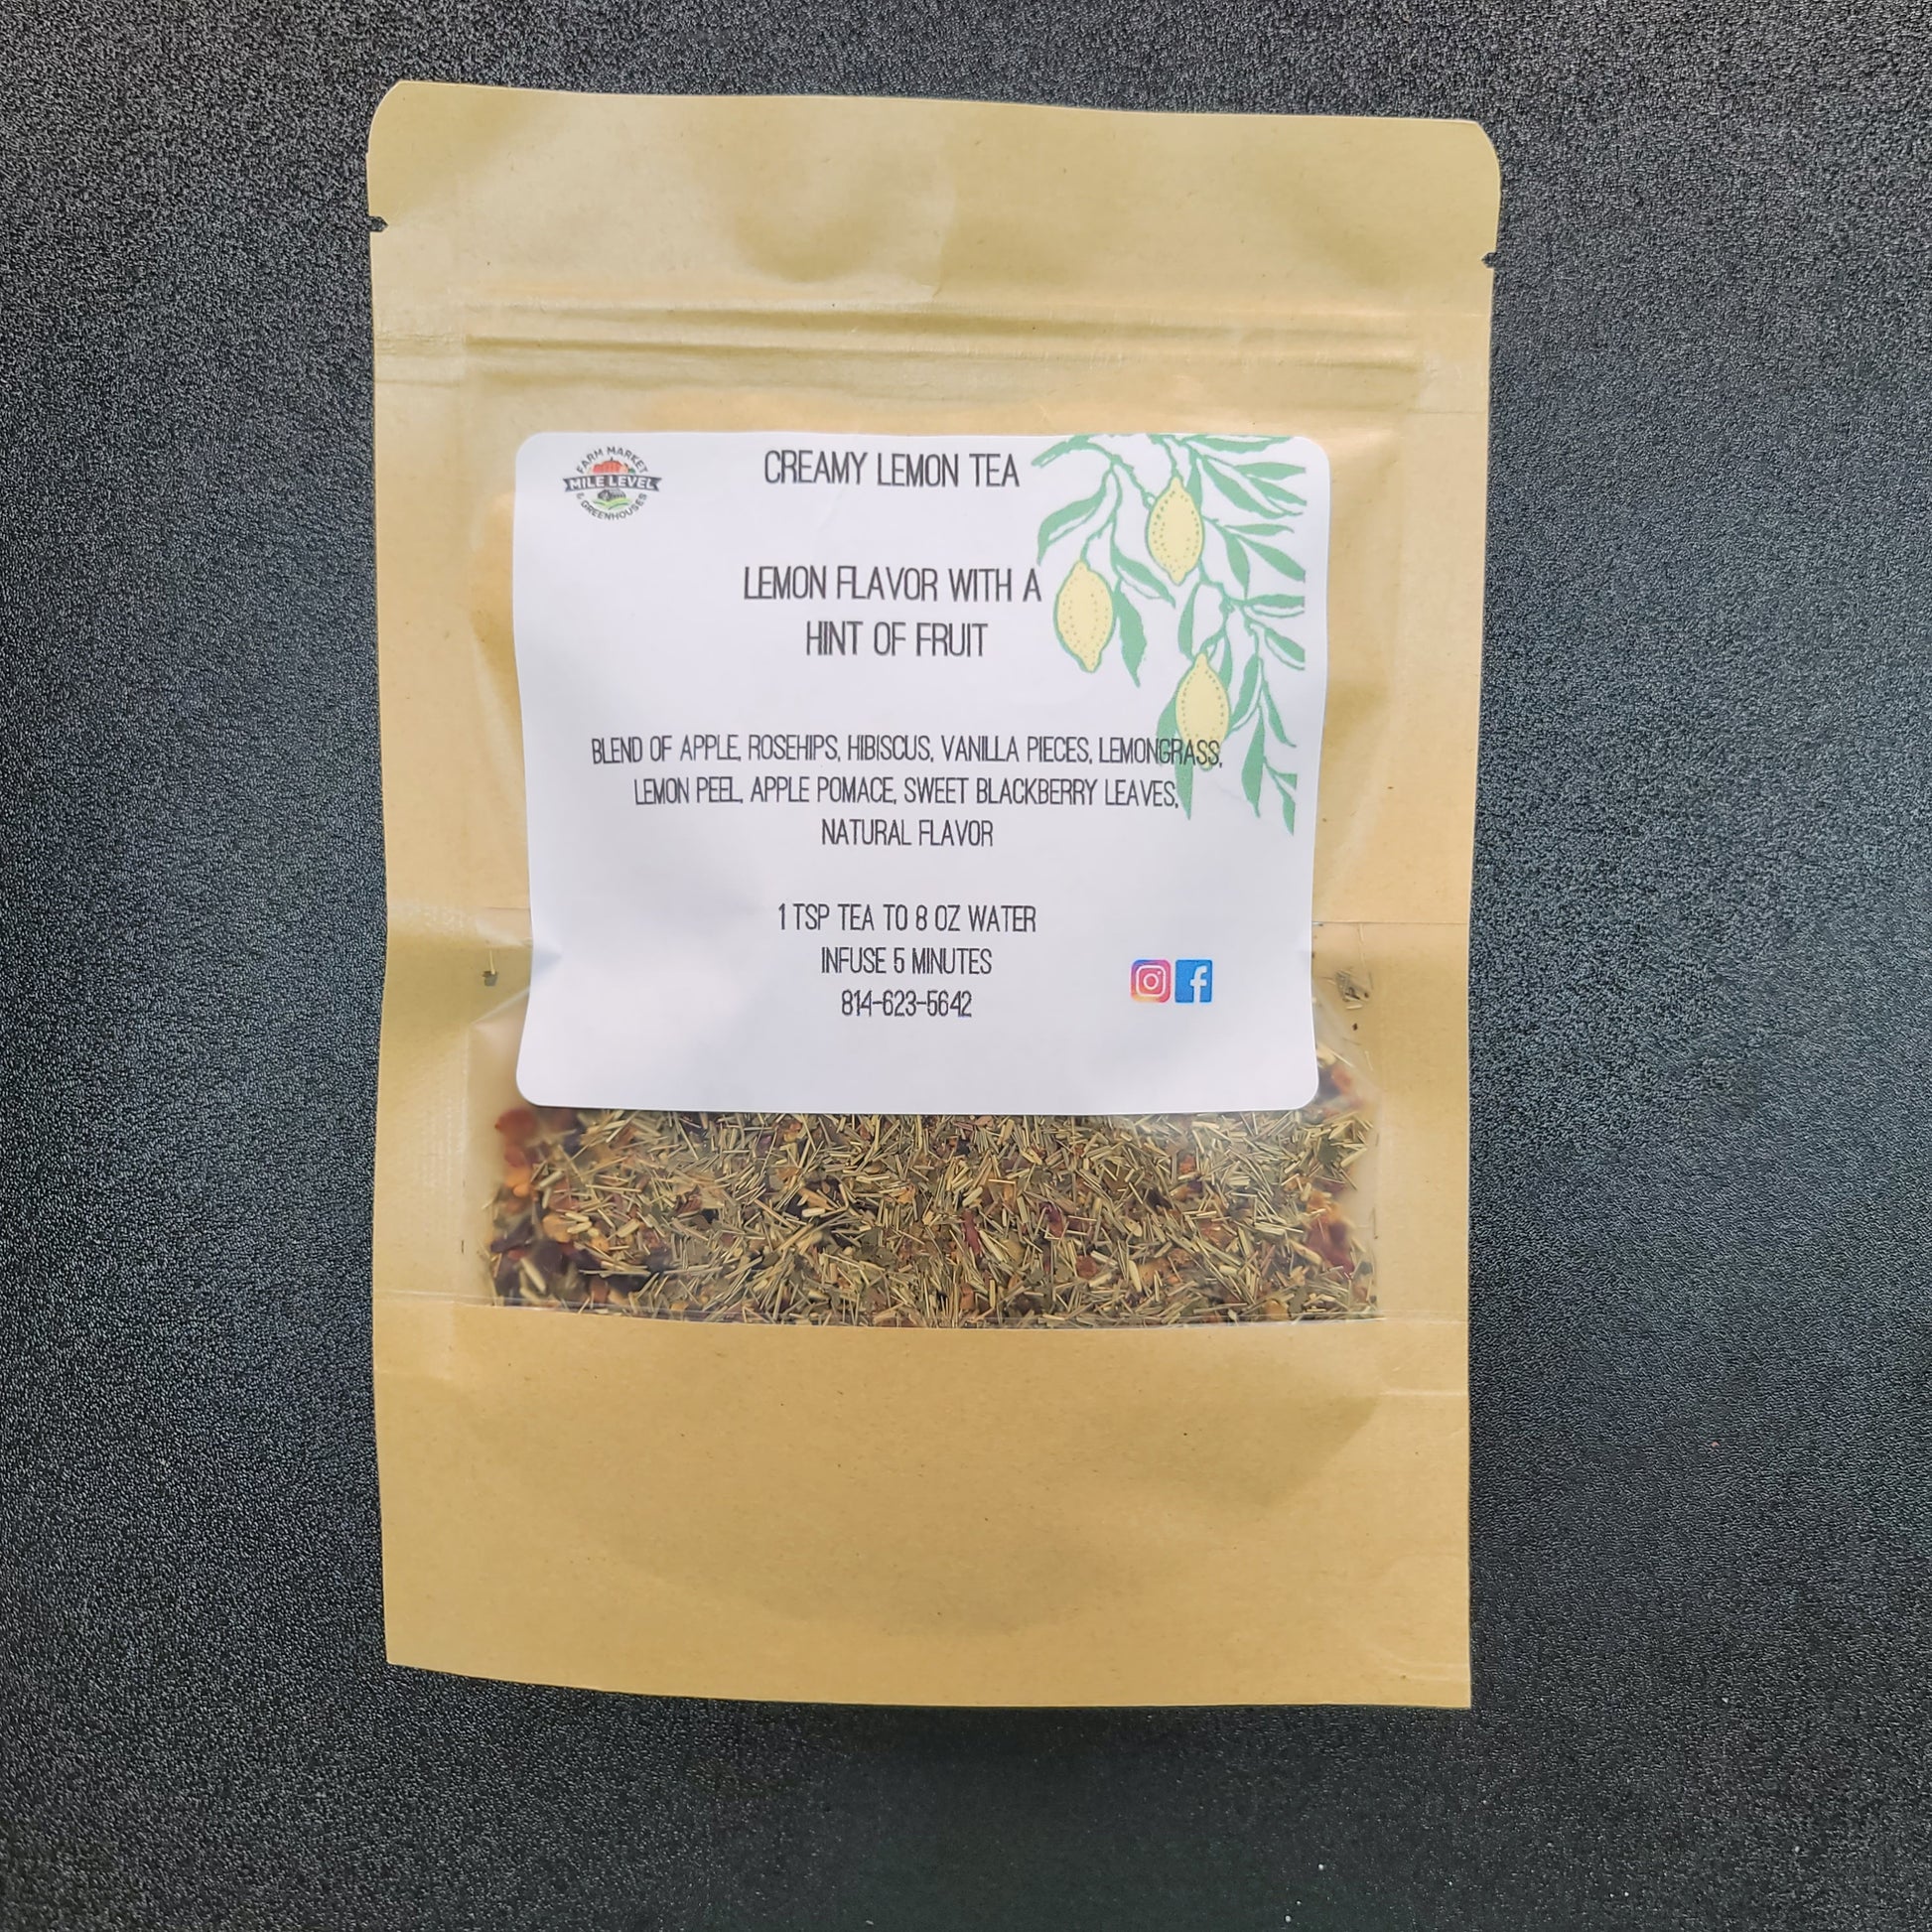 FARM MARKET
MILE LEVEL
& GREENHOUSES
CREAMY LEMON TEA
LEMON FLAVOR WITH A
HINT OF FRUIT
BLEND OF APPLE, ROSEHIPS, HIBISCUS, VANILLA PIECES, LEMONGRASS,
LEMON PEEL, APPLE POMACE, SWEET BLACKBERRY LEAVES,
NATURAL FLAVOR
1 TSP TEA TO 8 OZ WATER
INFUSE 5 MINUTES
814-623-5642